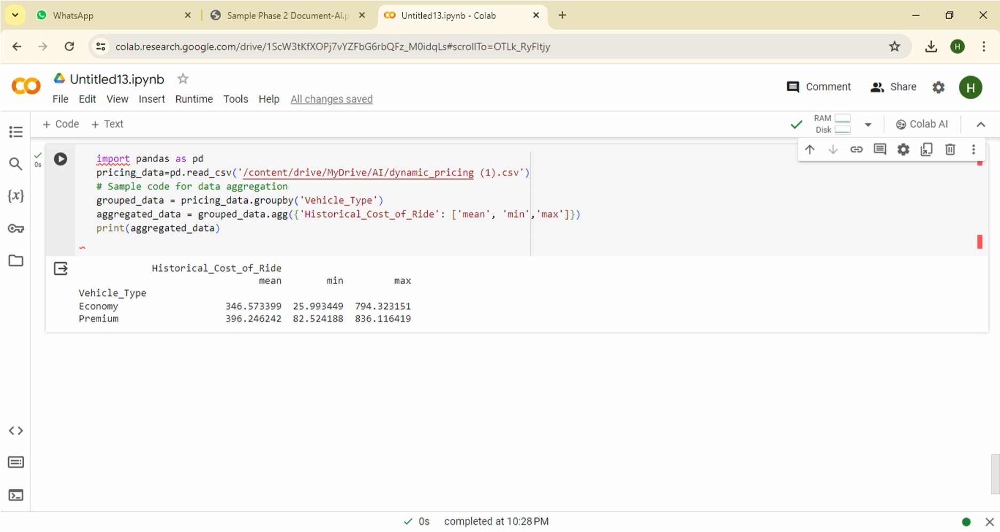 WhatsApp
Sample Phase 2 Document-AI.p
Untitled13.ipynb - Colab
colab.research.google.com/drive/1ScW3tKfXOPj7vYZFbG6rbQFz_M0idqLs#scrollTo=OTLk_RyFltjy
H
Untitled13.ipynb
File Edit View Insert Runtime Tools Help All changes saved
Comment
Share
H
+ Code + Text
RAM
Disk
Colab AI
0s
import pandas as pd
pricing_data=pd.read_csv('/content/drive/MyDrive/AI/dynamic_pricing (1).csv')
# Sample code for data aggregation
grouped_data = pricing_data.groupby('Vehicle_Type')
aggregated_data = grouped_data.agg({'Historical_Cost_of_Ride': ['mean', 'min','max']})
print(aggregated_data)
Historical_Cost_of_Ride
mean min max
Vehicle_Type
Economy 346.573399 25.993449 794.323151
Premium 396.246242 82.524188 836.116419
0s completed at 10:28 PM